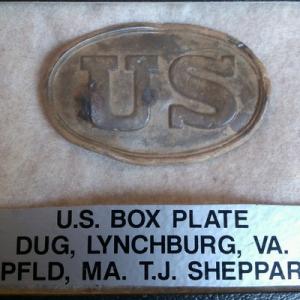 US
U.S. BOX PLATE
DUG, LYNCHBURG, VA.
PFLD, MA. T.J. SHEPPAR